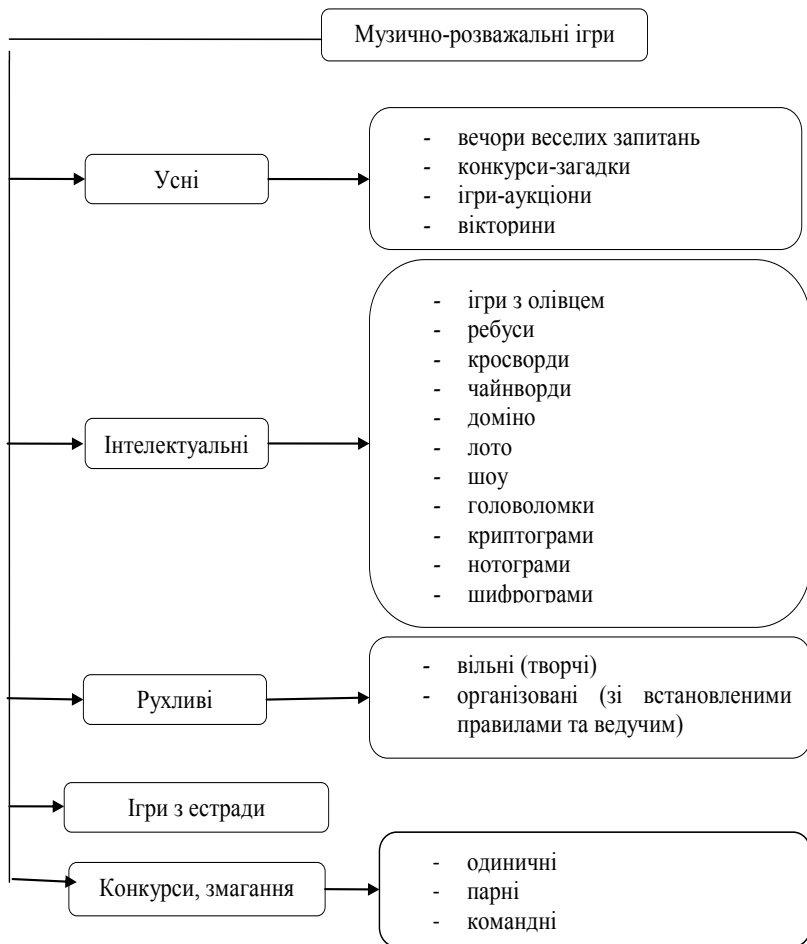 Музично-розважальні ігри
Усні
- вечори веселих запитань
- конкурси-загадки
- ігри-аукціони
- вікторини
Інтелектуальні
- ігри з олівцем
- ребуси
- кросворди
- чайнворди
- доміно
- лото
- шоу
- головоломки
- криптограми
- нотограми
- шифрограми
Рухливі
- вільні (творчі)
- організовані (зі встановленими
правилами та ведучим)
Ігри з естради
Конкурси, змагання
- одиничні
- парні
- командні